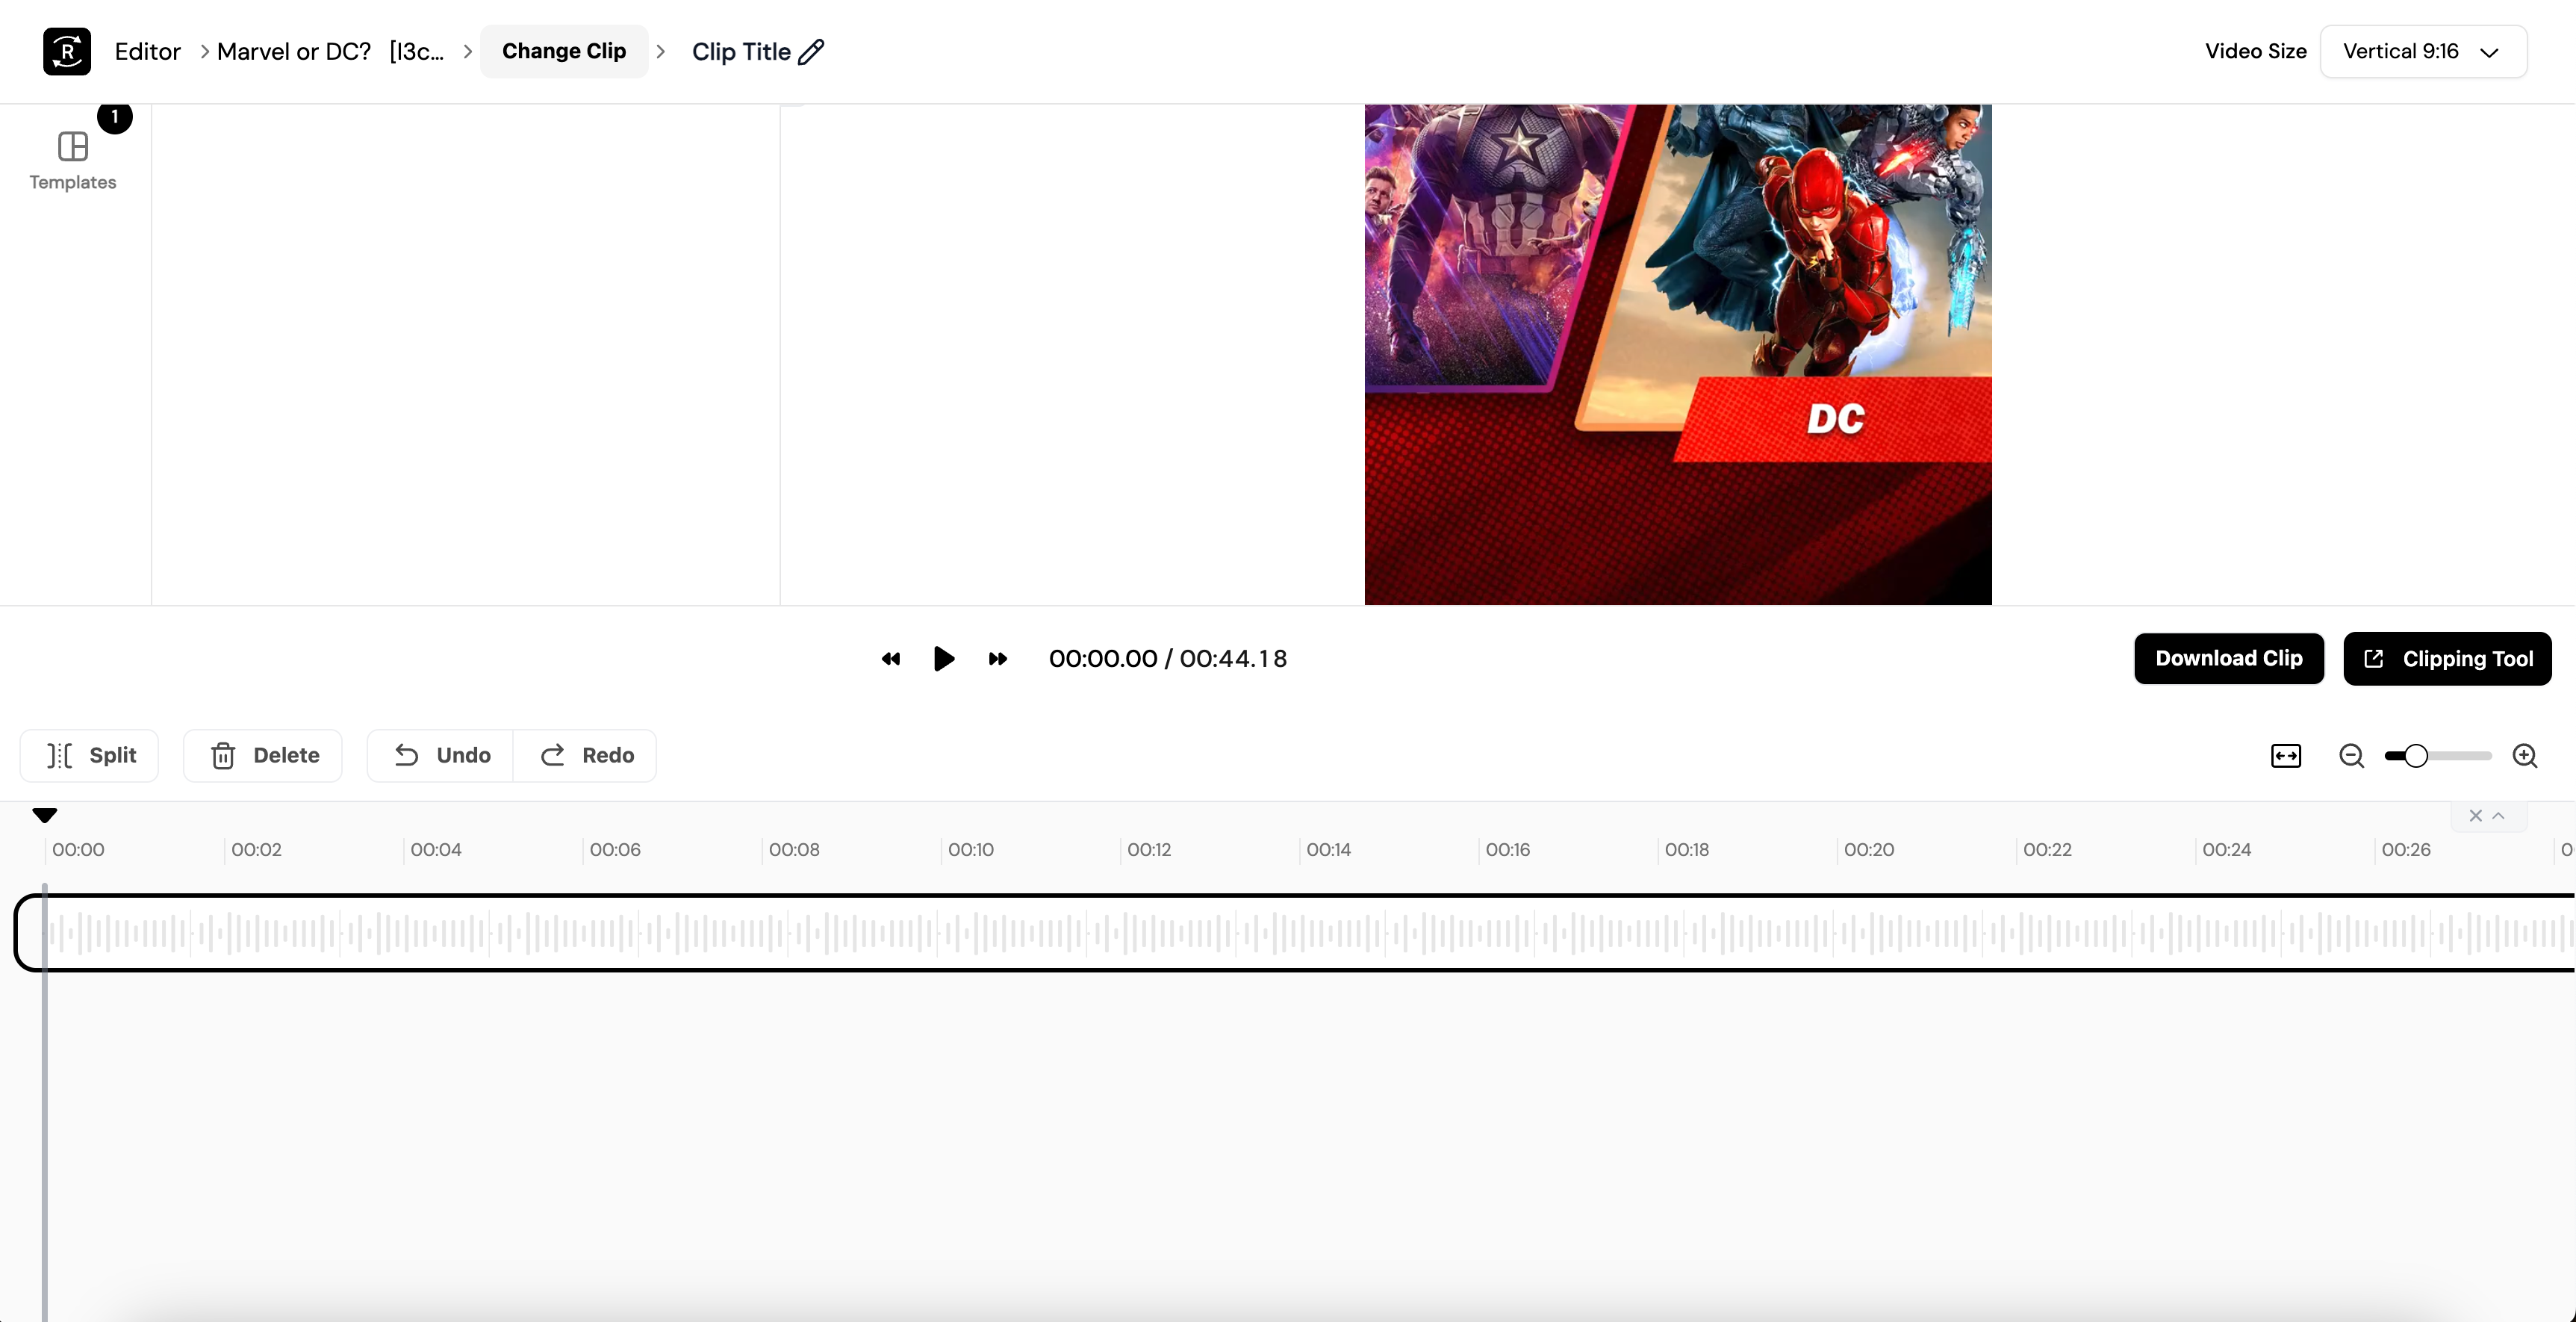 R
Editor > Marvel or DC? [l3c... > Change Clip > Clip Title
Video Size
Vertical 9:16
1
Templates
DC
00:00.00 / 00:44.18
Download Clip
Clipping Tool
Split
Delete
Undo
Redo
00:00
00:02
00:04
00:06
00:08
00:10
00:12
00:14
00:16
00:18
00:20
00:22
00:24
00:26